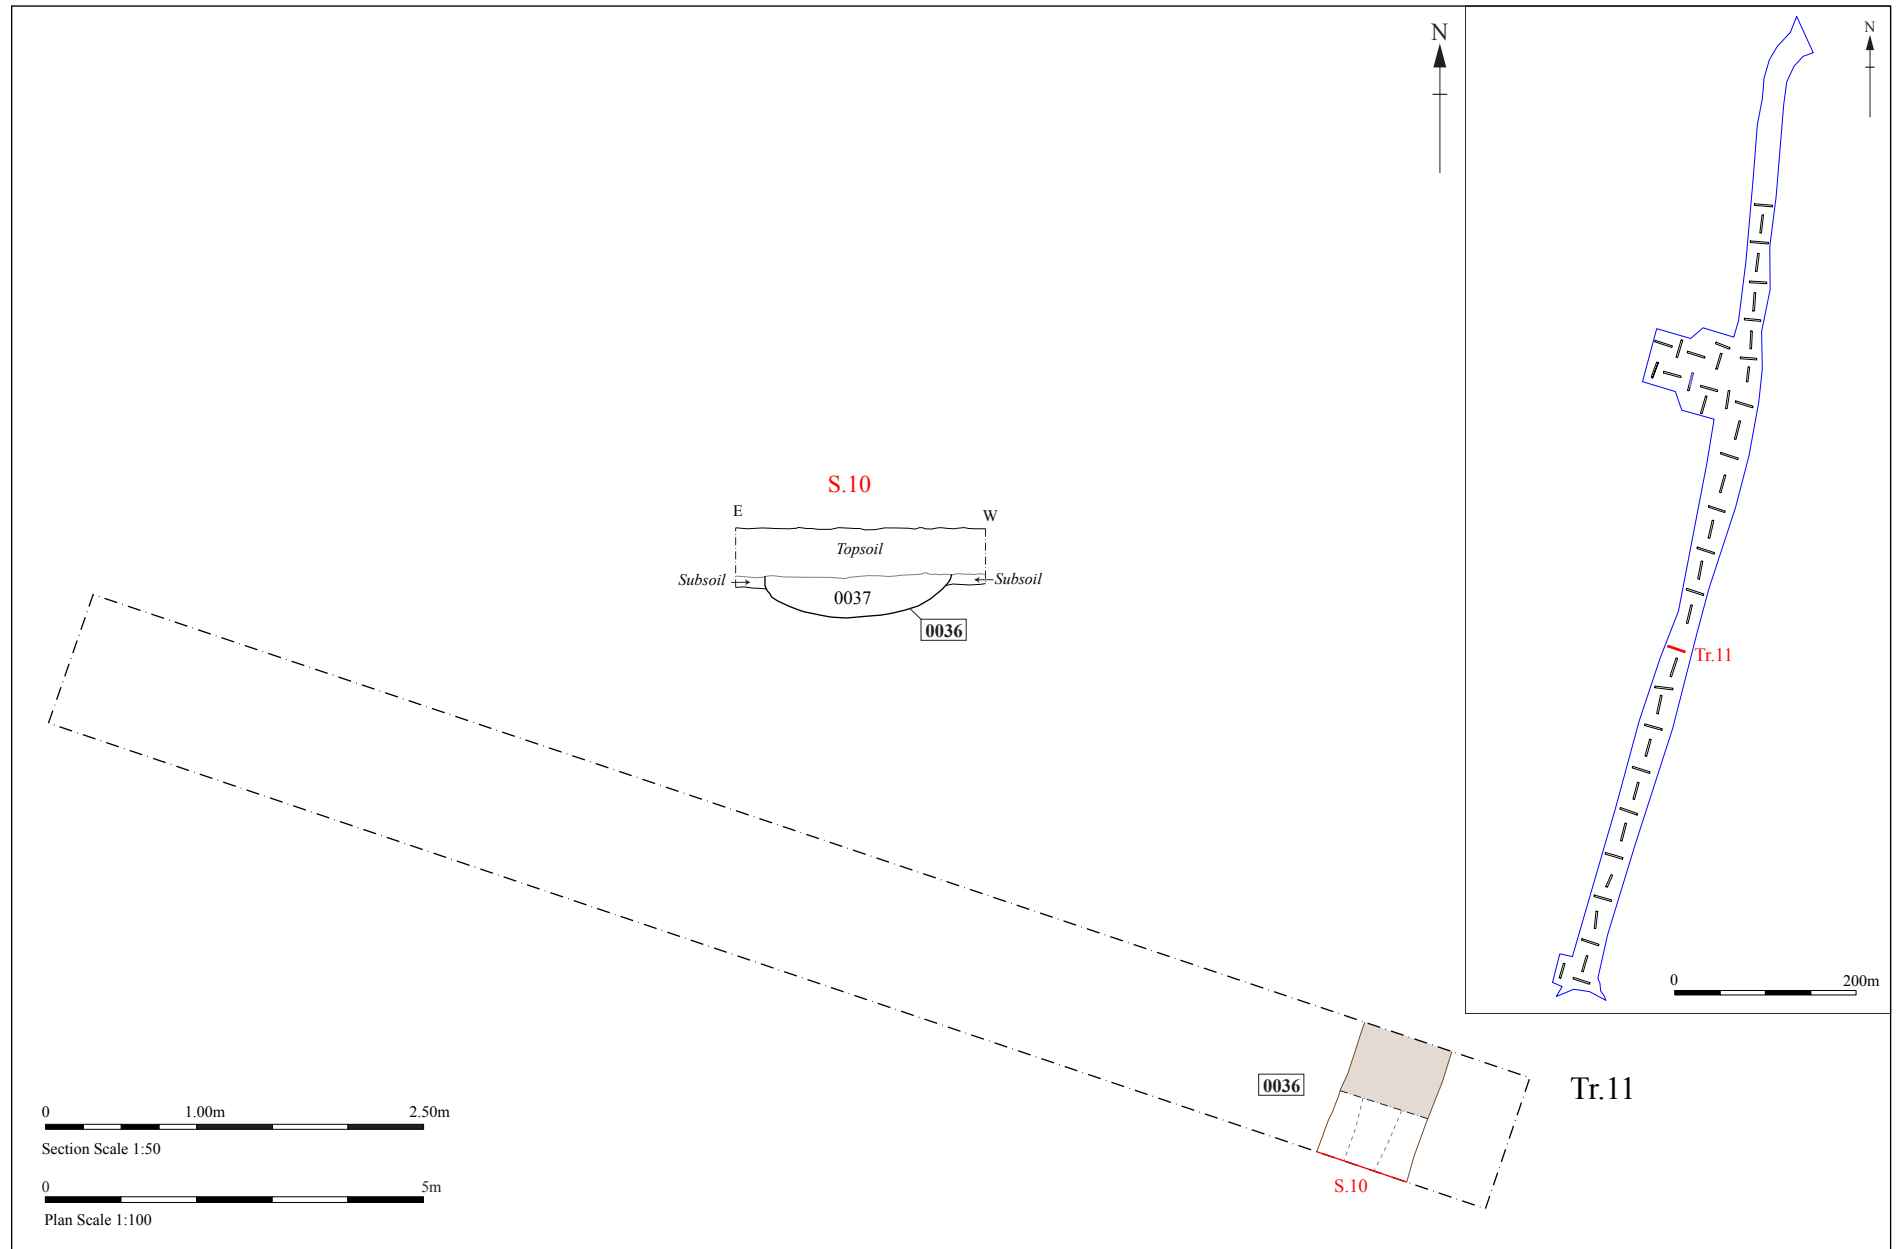 N
N
S.10
E
W
Topsoil
Subsoil
Subsoil
0037
0036
Tr.11
0
200m
0036
Tr.11
S.10
0
1.00m
2.50m
Section Scale 1:50
0
5m
Plan Scale 1:100